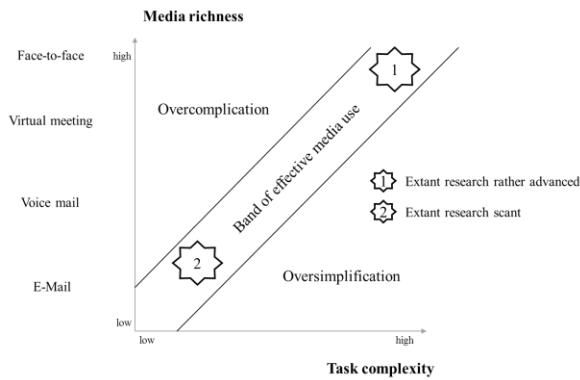 Media richness
Face-to-face
high
1
Overcomplication
Virtual meeting
Band of effective media use
1 Extant research rather advanced
Voice mail
2 Extant research scant
2
Oversimplification
E-Mail
low
low
high
Task complexity